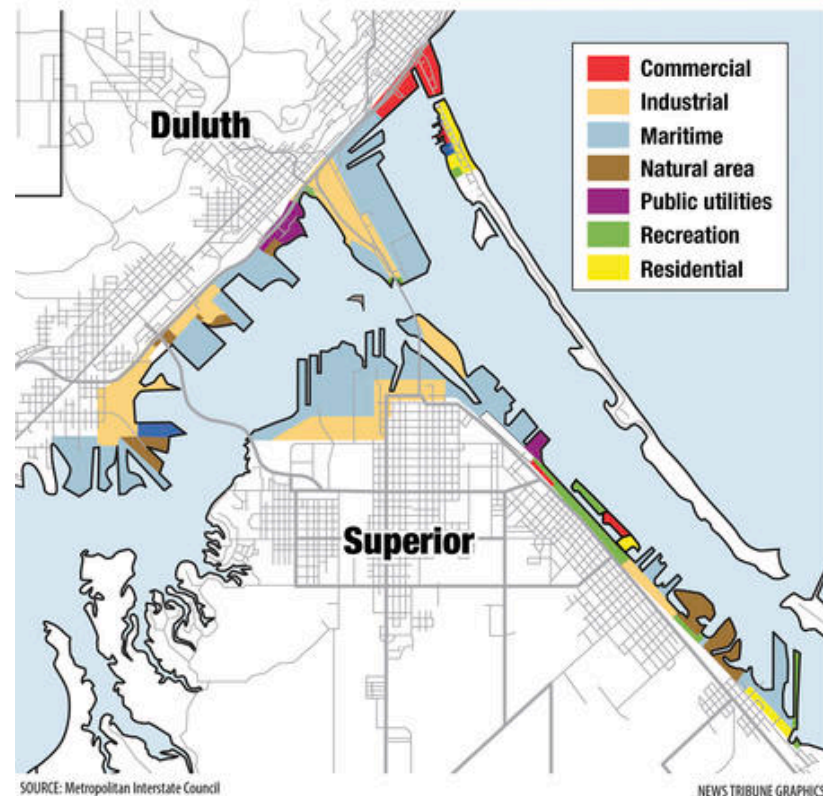 Duluth
Commercial
Industrial
Maritime
Natural area
Public utilities
Recreation
Residential
Superior
SOURCE: Metropolitan Interstate Council
NEWS TRIBUNE GRAPHICS